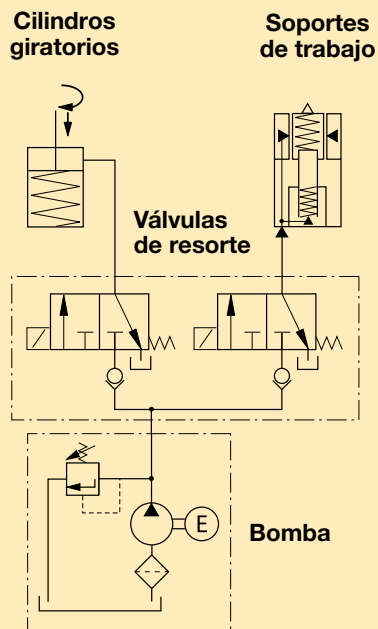 Cilindros
giratorios
Soportes
de trabajo
Válvulas
de resorte
E
Bomba